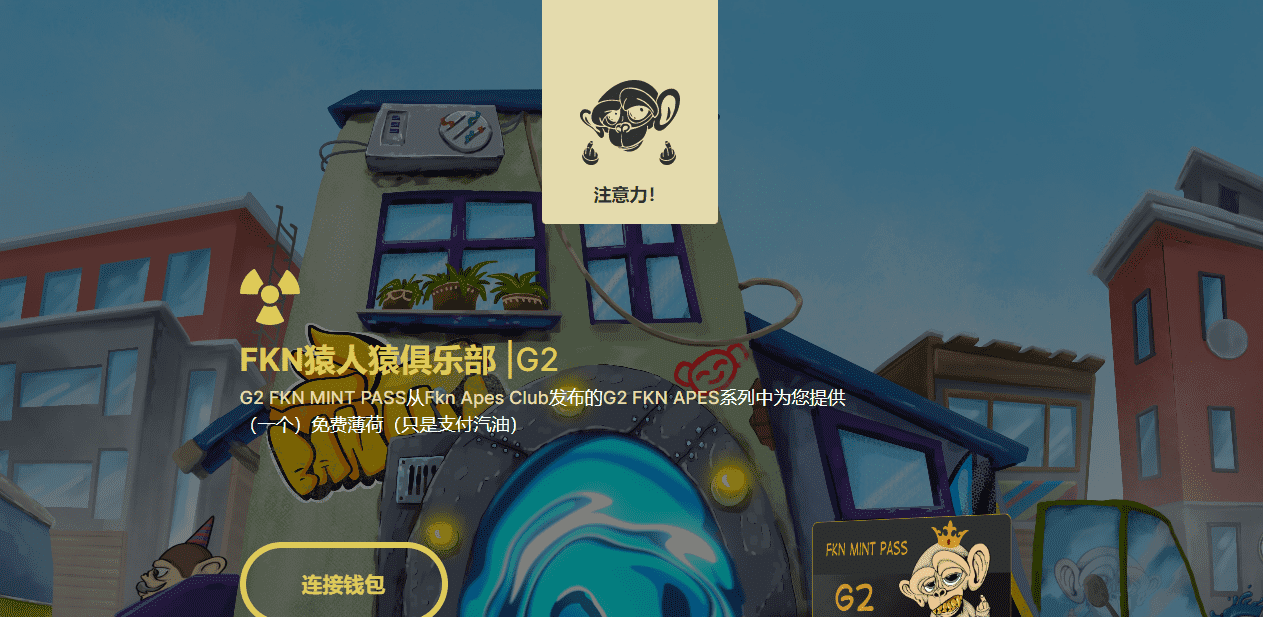 注意力！
FKN猿人猿俱乐部 |G2
G2 FKN MINT PASS从Fkn Apes Club发布的G2 FKN APES系列中为您提供
（一个）免费薄荷（只是支付汽油）
连接钱包
FKN MINT PASS
G2